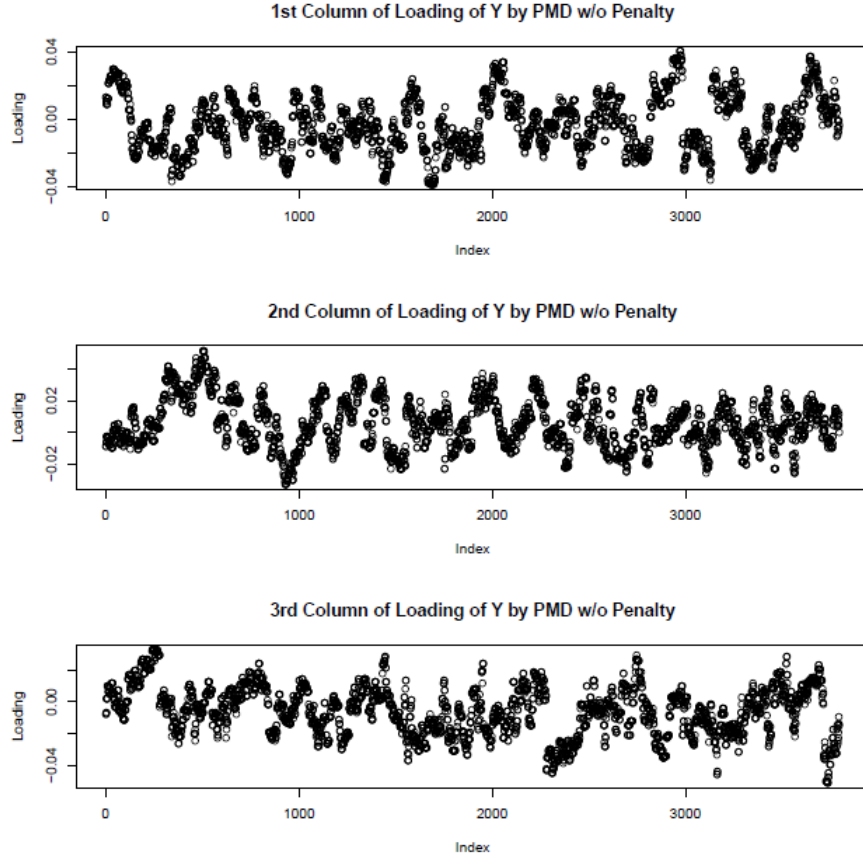 1st Column of Loading of Y by PMD w/o Penalty
0.04
0.00
-0.04
Loading
0
1000
2000
3000
Index
2nd Column of Loading of Y by PMD w/o Penalty
0.02
-0.02
Loading
0
1000
2000
3000
Index
3rd Column of Loading of Y by PMD w/o Penalty
0.00
-0.04
Loading
0
1000
2000
3000
Index